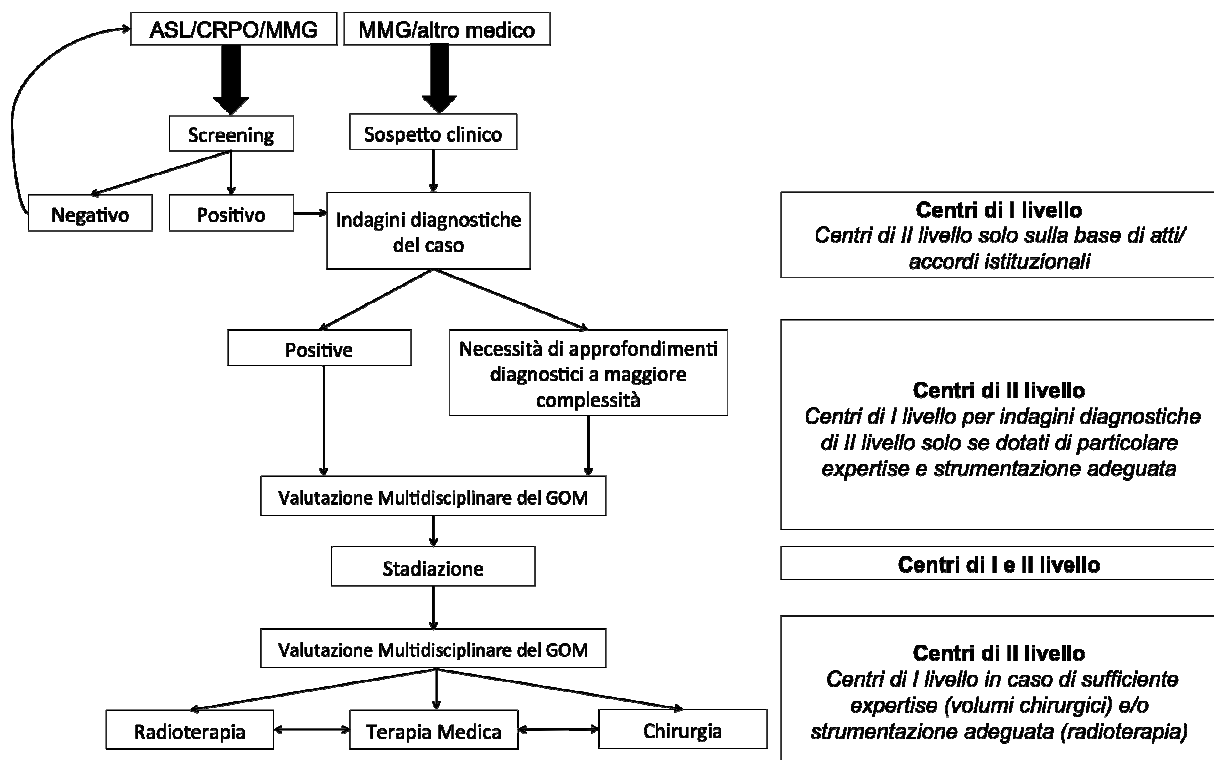 ASL/CRPO/MMG
MMG/altro medico
Screening
Sospetto clinico
Negativo
Positivo
Indagini diagnostiche
del caso
Centri di I livello
Centri di II livello solo sulla base di atti/
accordi istituzionali
Positive
Necessità di approfondimenti
diagnostici a maggiore
complessità
Centri di II livello
Centri di I livello per indagini diagnostiche
di II livello solo se dotati di particolare
expertise e strumentazione adeguata
Valutazione Multidisciplinare del GOM
Stadiazione
Centri di I e II livello
Valutazione Multidisciplinare del GOM
Centri di II livello
Centri di I livello in caso di sufficiente
expertise (volumi chirurgici) e/o
strumentazione adeguata (radioterapia)
Radioterapia
Terapia Medica
Chirurgia